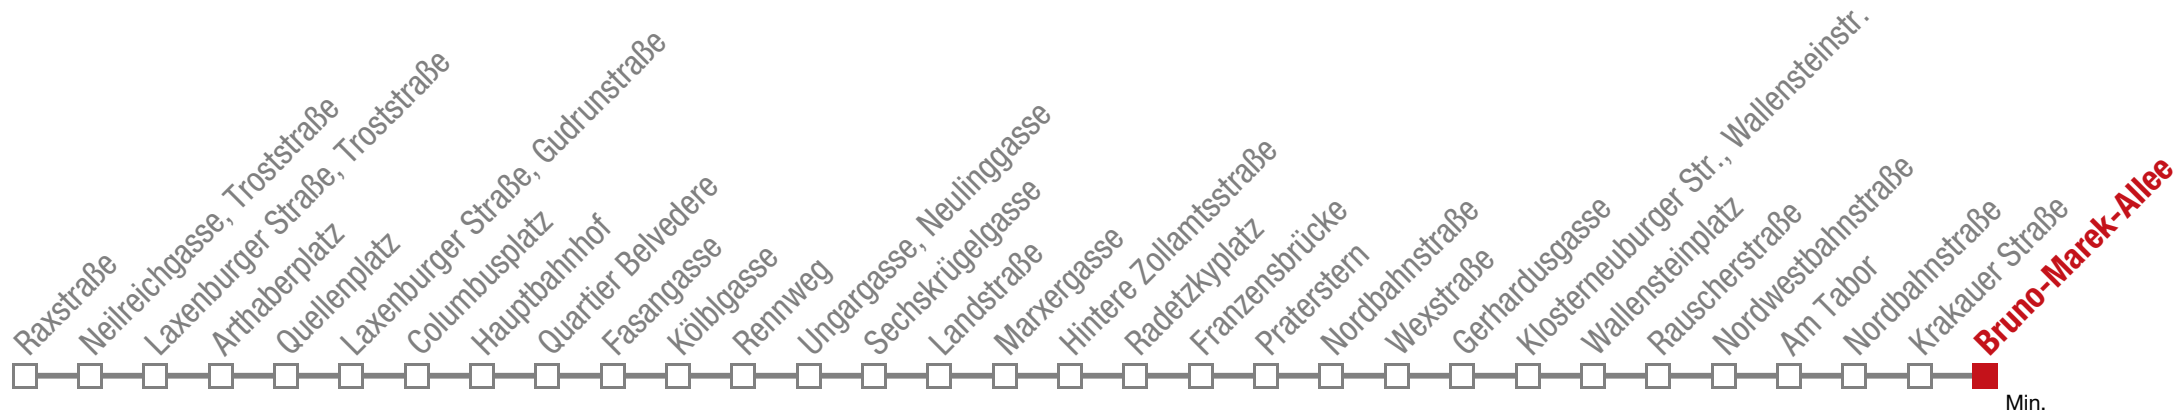 Raxstraße
Neilreichgasse, Troststraße
Laxenburger Straße, Troststraße
Arthaberplatz
Quellenplatz
Laxenburger Straße, Gudrunstraße
Columbusplatz
Hauptbahnhof
Quartier Belvedere
Fasangasse
Kölblgasse
Rennweg
Ungargasse, Neulinggasse
Sechskrügelgasse
Landstraße
Marxergasse
Hintere Zollamtsstraße
Radetzkyplatz
Franzensbrücke
Praterstern
Nordbahnstraße
Wexstraße
Gerhardusgasse
Klosterneuburger Str., Wallensteinstr.
Wallensteinplatz
Rauscherstraße
Nordwestbahnstraße
Am Tabor
Nordbahnstraße
Krakauer Straße
Bruno-Marek-Allee
Min.